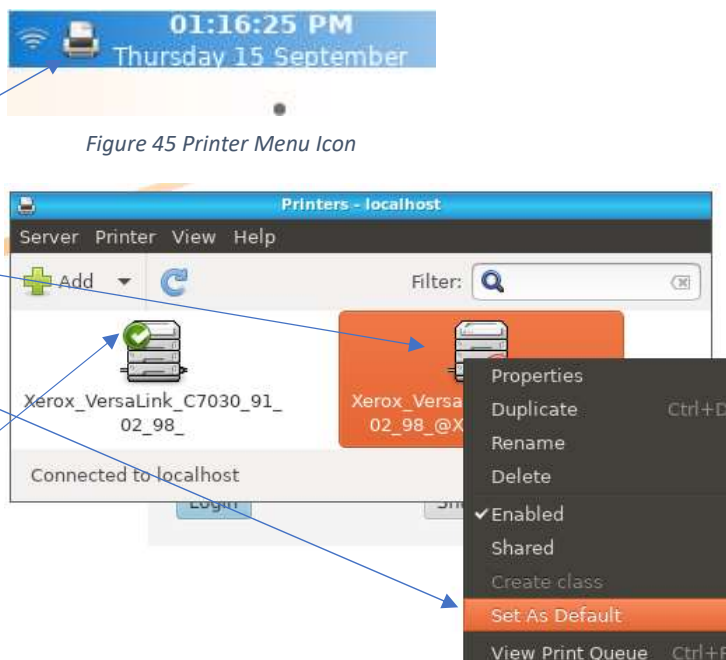 01:16:25 PM
Thursday 15 September
Figure 45 Printer Menu Icon
Printers - localhost
Server Printer View Help
Add
Filter:
Xerox_VersaLink_C7030_91_
02_98_
Xerox_Versa
02_98_@X
Connected to localhost
Login
Properties
Duplicate Ctrl+D
Rename
Delete
Enabled
Shared
Create class
Set As Default
View Print Queue Ctrl+F